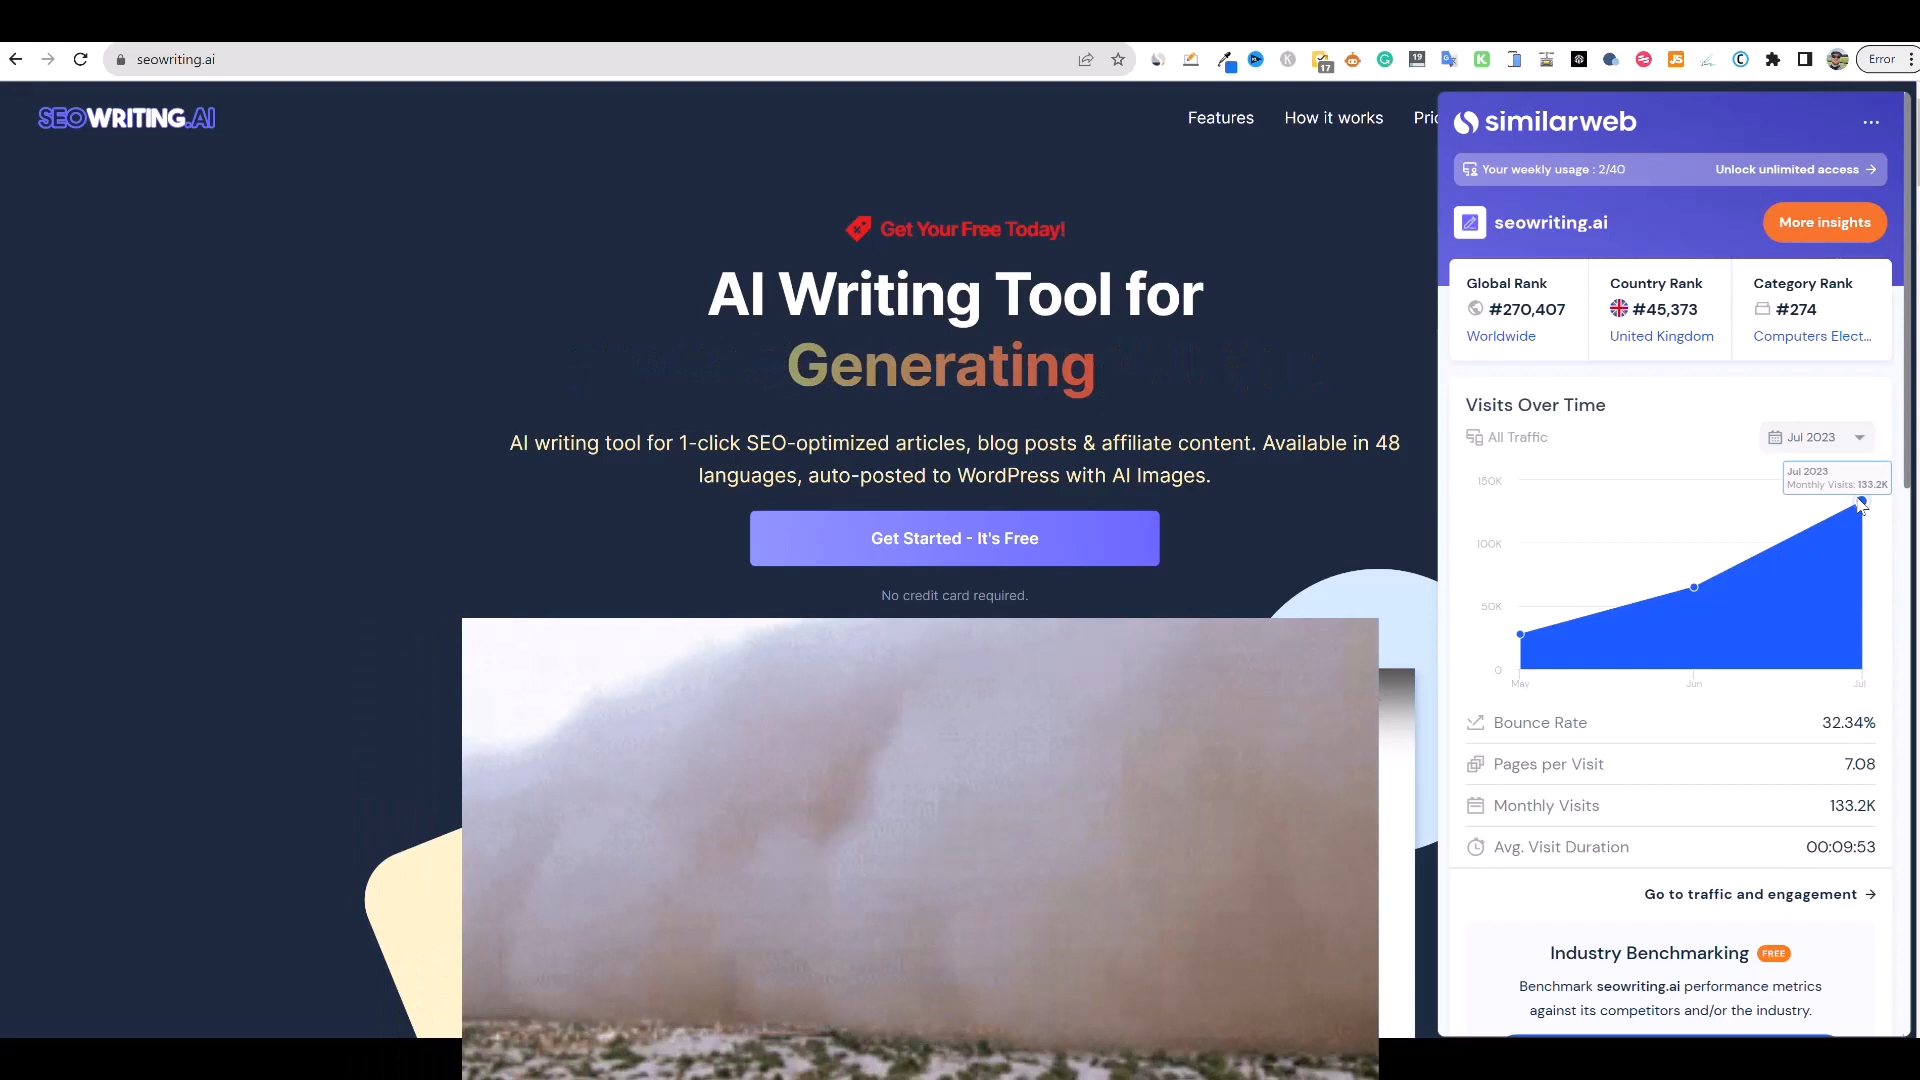 seowriting.ai
17
19
JS
Error
SEOWRITING.AI
Features
How it works
Pric
Get Your Free Today!
AI Writing Tool for
Generating
AI writing tool for 1-click SEO-optimized articles, blog posts & affiliate content. Available in 48
languages, auto-posted to WordPress with AI Images.
Get Started - It's Free
No credit card required.
similarweb
Your weekly usage : 2/40
Unlock unlimited access →
seowriting.ai
More insights
Global Rank
#270,407
Worldwide
Country Rank
#45,373
United Kingdom
Category Rank
#274
Computers Elect...
Visits Over Time
All Traffic
Jul 2023
Jul 2023
Monthly Visits: 133.2K
150K
100K
50K
0
May
Jun
Jul
Bounce Rate
32.34%
Pages per Visit
7.08
Monthly Visits
133.2K
Avg. Visit Duration
00:09:53
Go to traffic and engagement →
Industry Benchmarking
FREE
Benchmark seowriting.ai performance metrics
against its competitors and/or the industry.